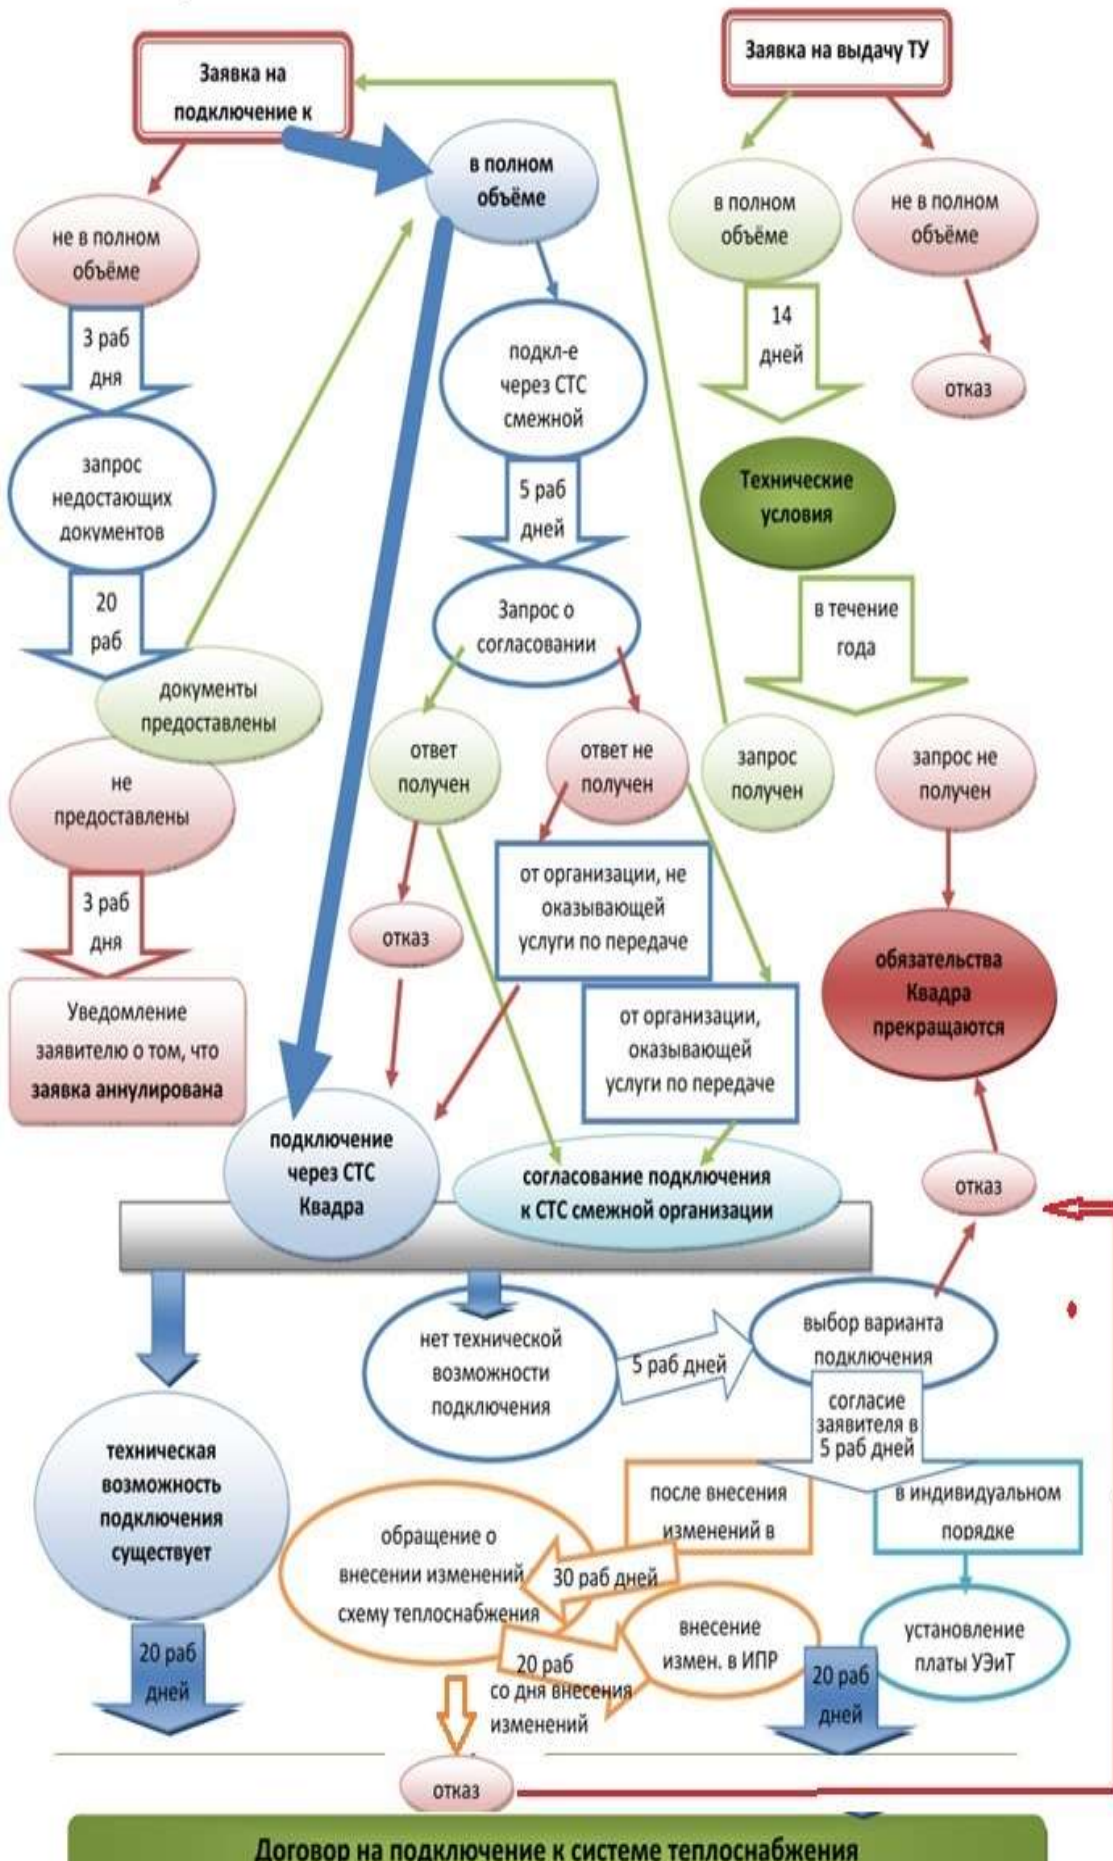 Заявка на
подключение к
Заявка на выдачу ТУ
в полном
объёме
в полном
объёме
не в полном
объёме
не в полном
объёме
3 раб
дня
подкл-е
через СТС
смежной
14
дней
отказ
запрос
недостающих
документов
5 раб
дней
Технические
условия
20
раб
Запрос о
согласовании
в течение
года
документы
предоставлены
ответ
получен
ответ не
получен
запрос
получен
запрос не
получен
не
предоставлены
3 раб
дня
отказ
от организации, не
оказывающей
услуги по передаче
обязательства
Квадра
прекращаются
Уведомление
заявителю о том, что
заявка аннулирована
от организации,
оказывающей
услуги по передаче
подключение
через СТС
Квадра
согласование подключения
к СТС смежной организации
отказ
нет технической
возможности
подключения
5 раб дней
выбор варианта
подключения
согласие
заявителя в
5 раб дней
техническая
возможность
подключения
существует
после внесения
изменений в
в индивидуальном
порядке
обращение о
внесении изменений
схему теплоснабжения
30 раб дней
внесение
измен. в ИПР
установление
платы УЭиТ
20 раб
дней
20 раб
со дня внесения
изменений
20 раб
дней
отказ
Договор на подключение к системе теплоснабжения